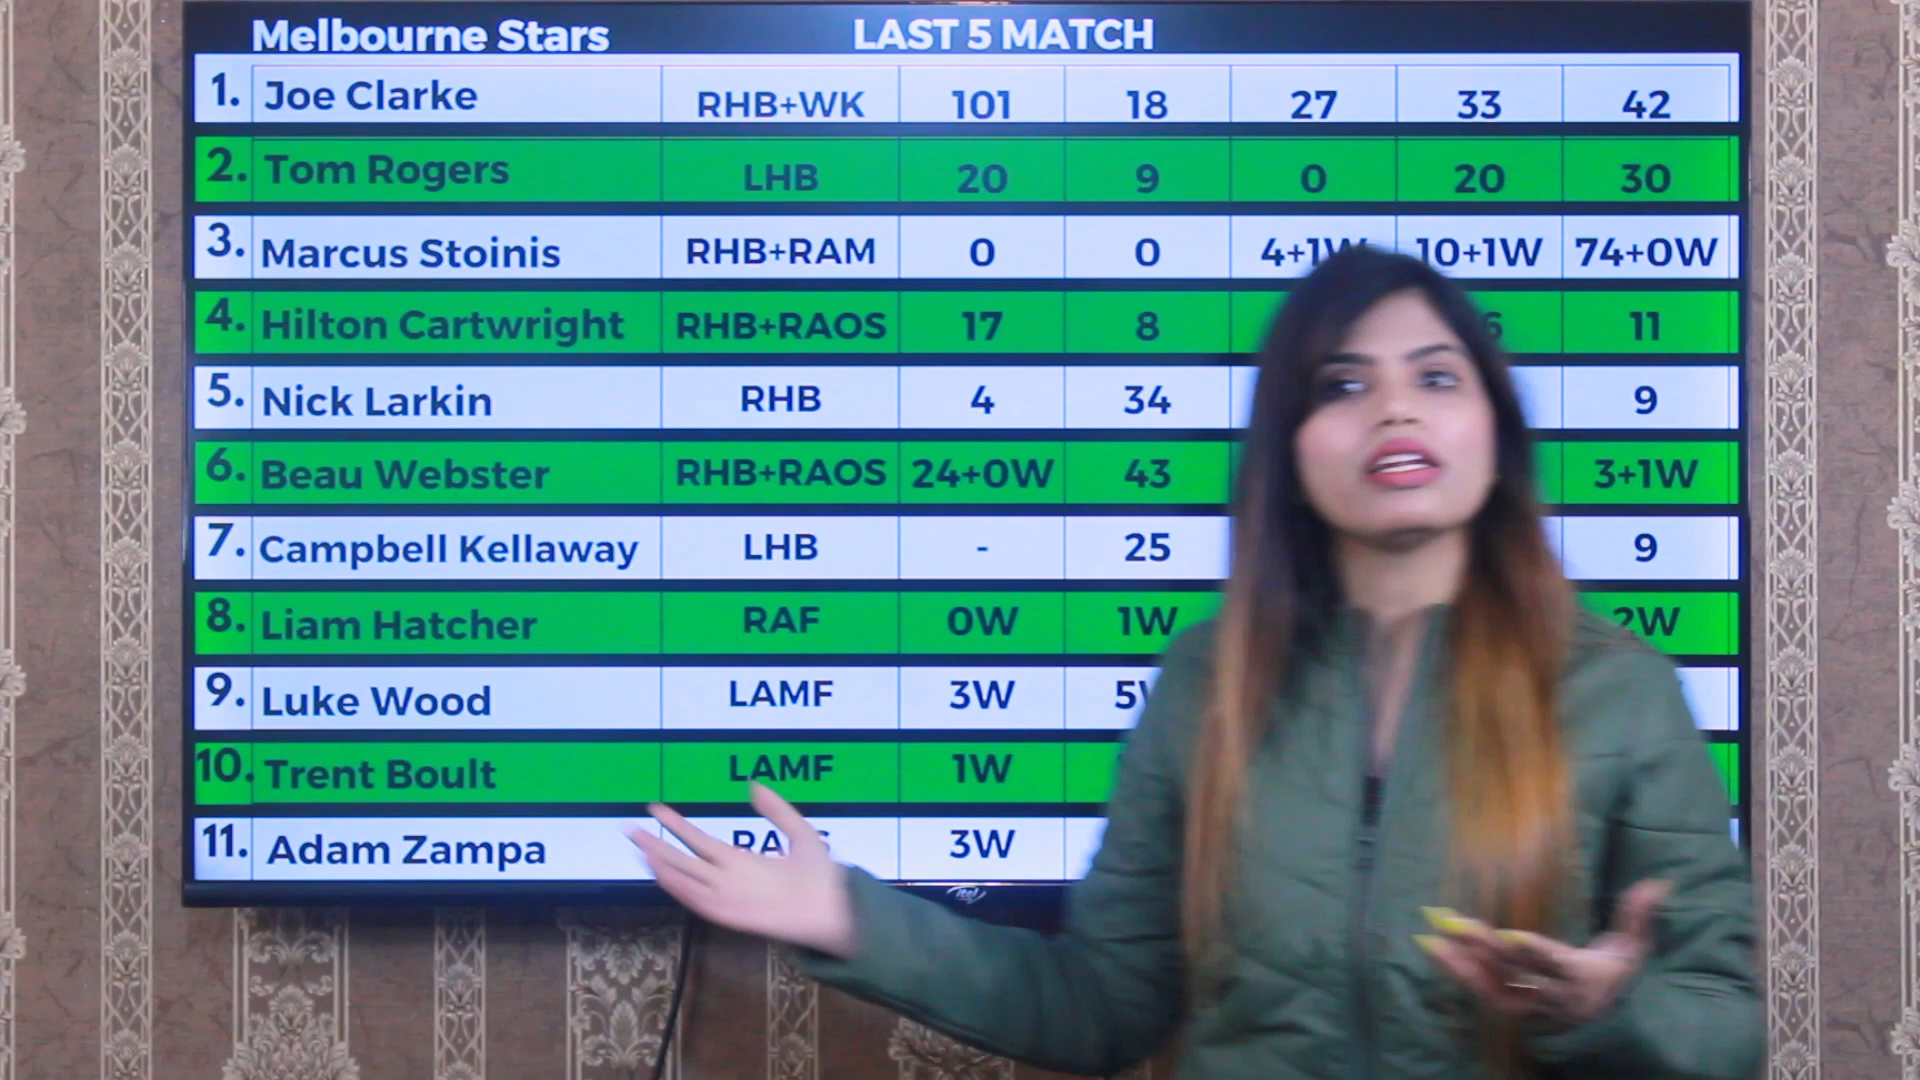 Melbourne Stars LAST 5 MATCH
1. Joe Clarke RHB+WK 101 18 27 33 42
2. Tom Rogers LHB 20 9 0 20 30
3. Marcus Stoinis RHB+RAM 0 0 4+1W 10+1W 74+0W
4. Hilton Cartwright RHB+RAOS 17 8 11
5. Nick Larkin RHB 4 34 9
6. Beau Webster RHB+RAOS 24+0W 43 3+1W
7. Campbell Kellaway LHB - 25 9
8. Liam Hatcher RAF 0W 1W 2W
9. Luke Wood LAMF 3W
10. Trent Boult LAMF 1W
11. Adam Zampa 3W
itel